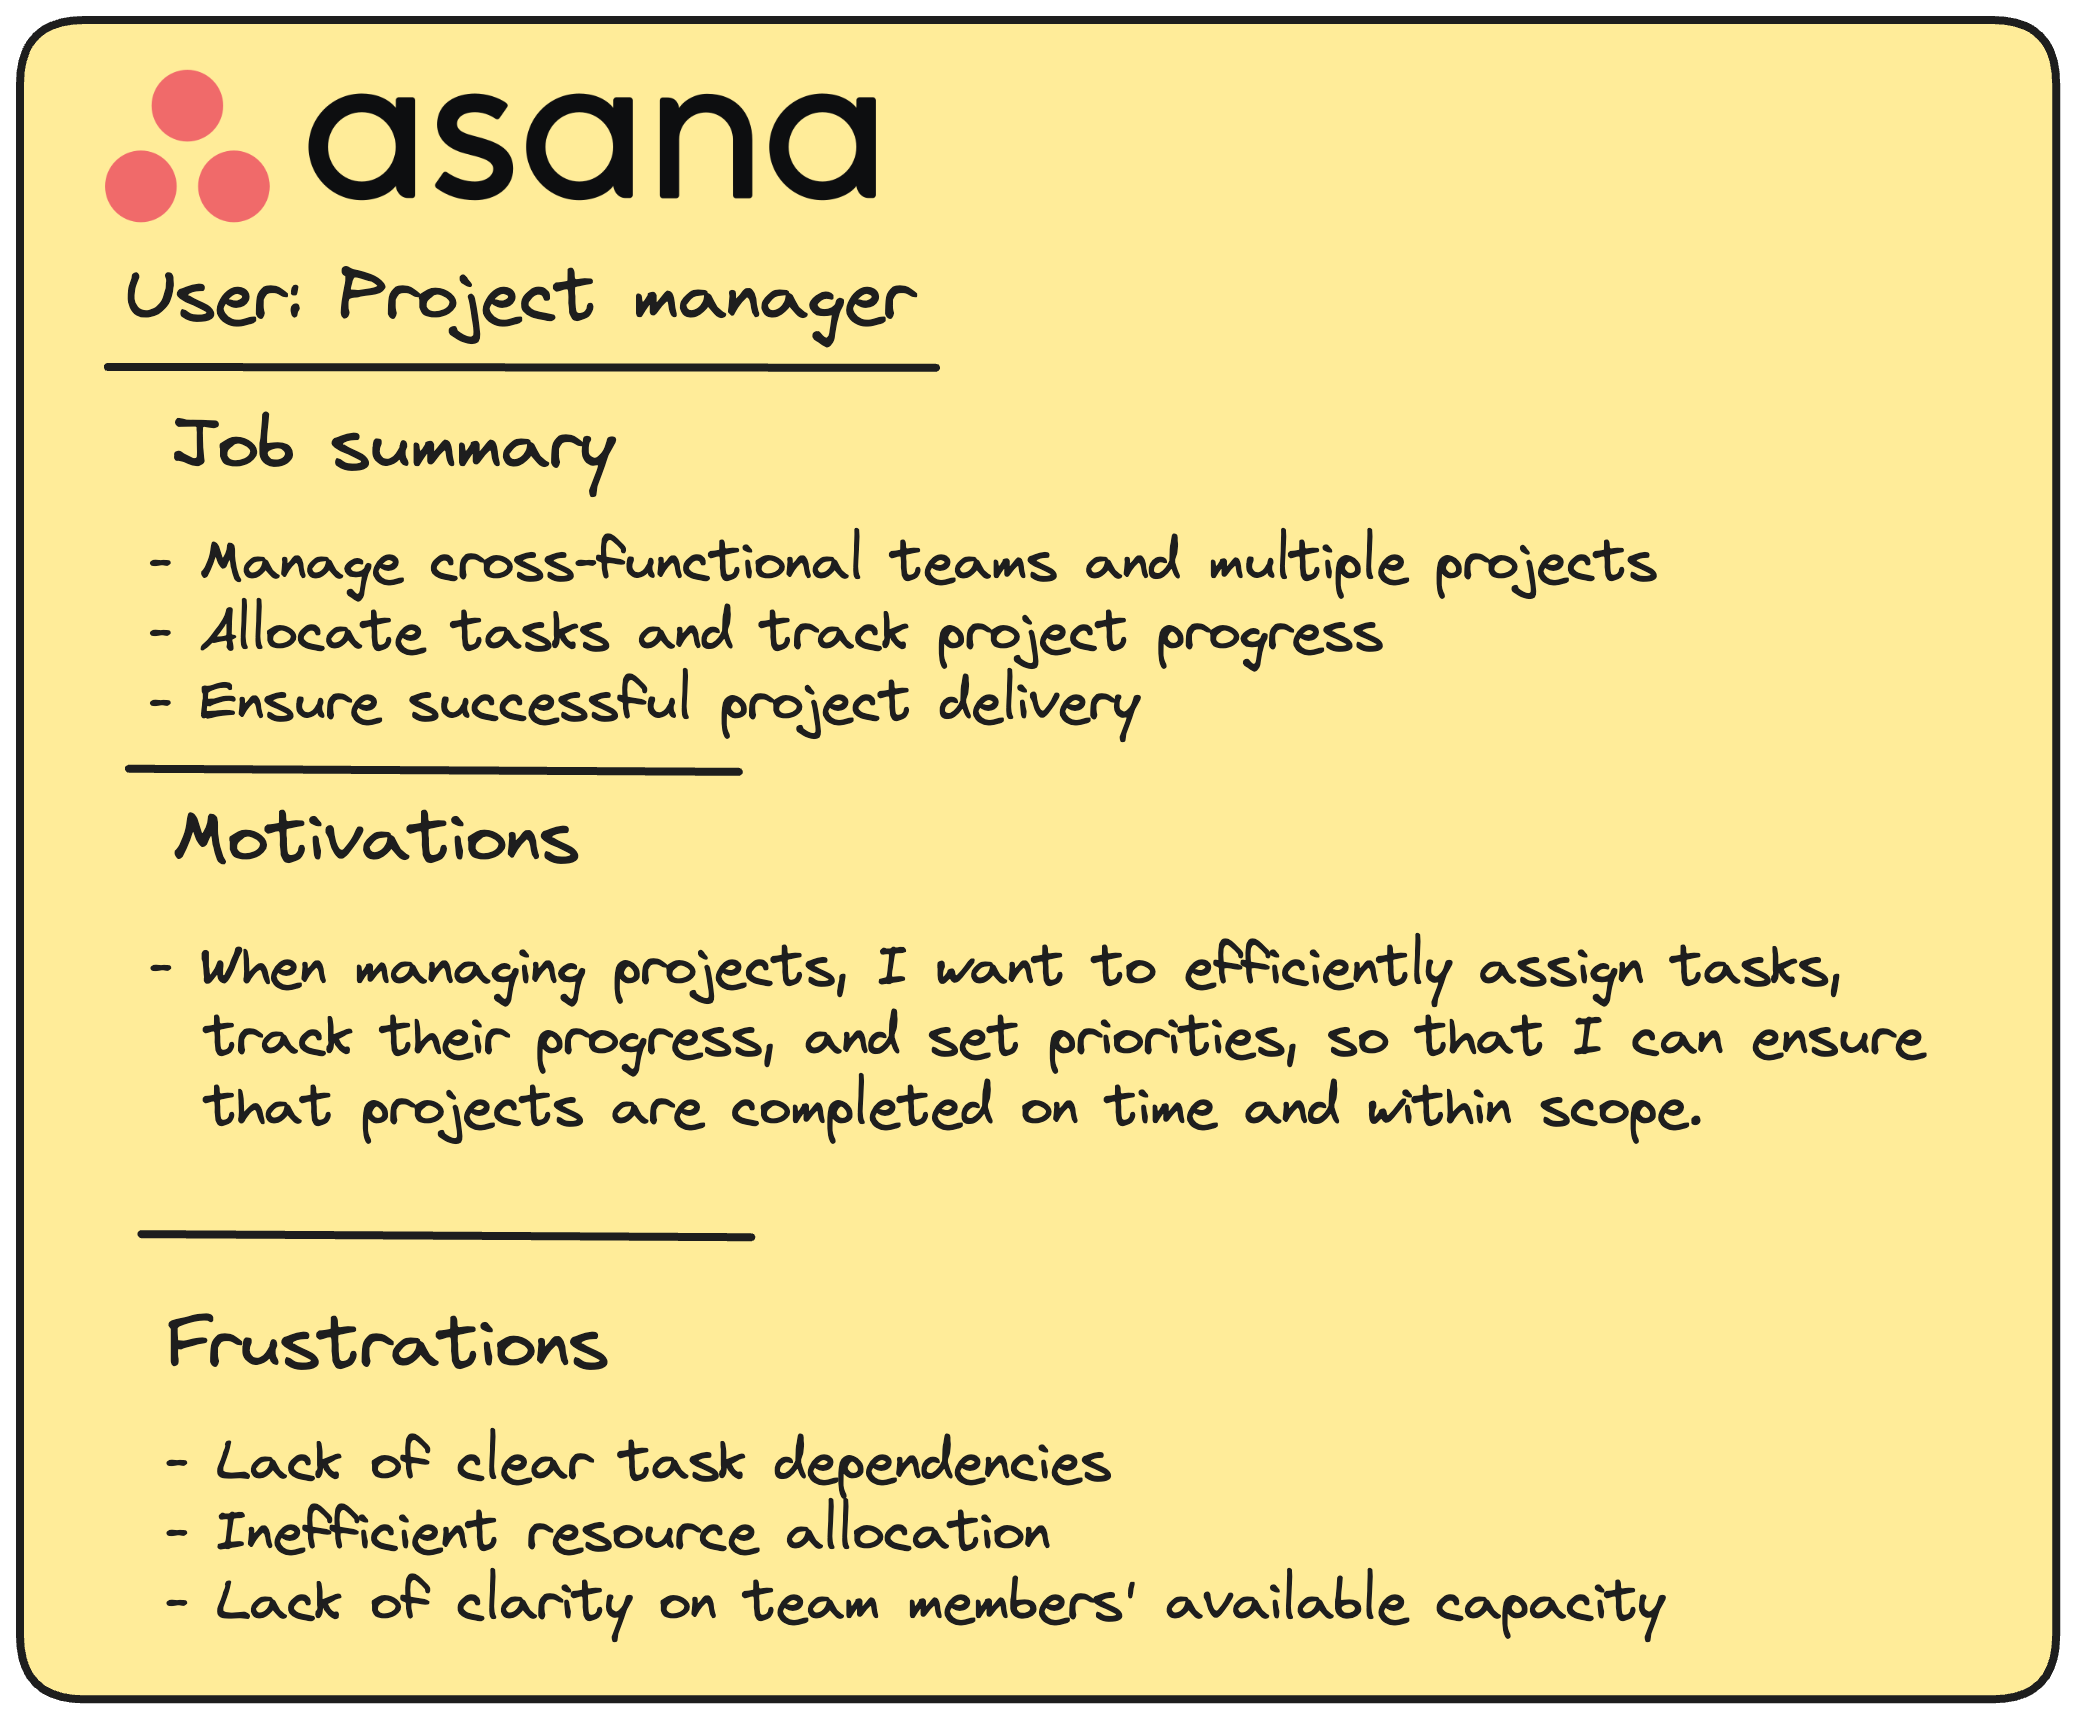 asana
User: Project manager
Job summary
- Manage cross-functional teams and multiple projects
- Allocate tasks and track project progress
- Ensure successful project delivery
Motivations
- When managing projects, I want to efficiently assign tasks,
track their progress, and set priorities, so that I can ensure
that projects are completed on time and within scope.
Frustrations
- Lack of clear task dependencies
- Inefficient resource allocation
- Lack of clarity on team members' available capacity